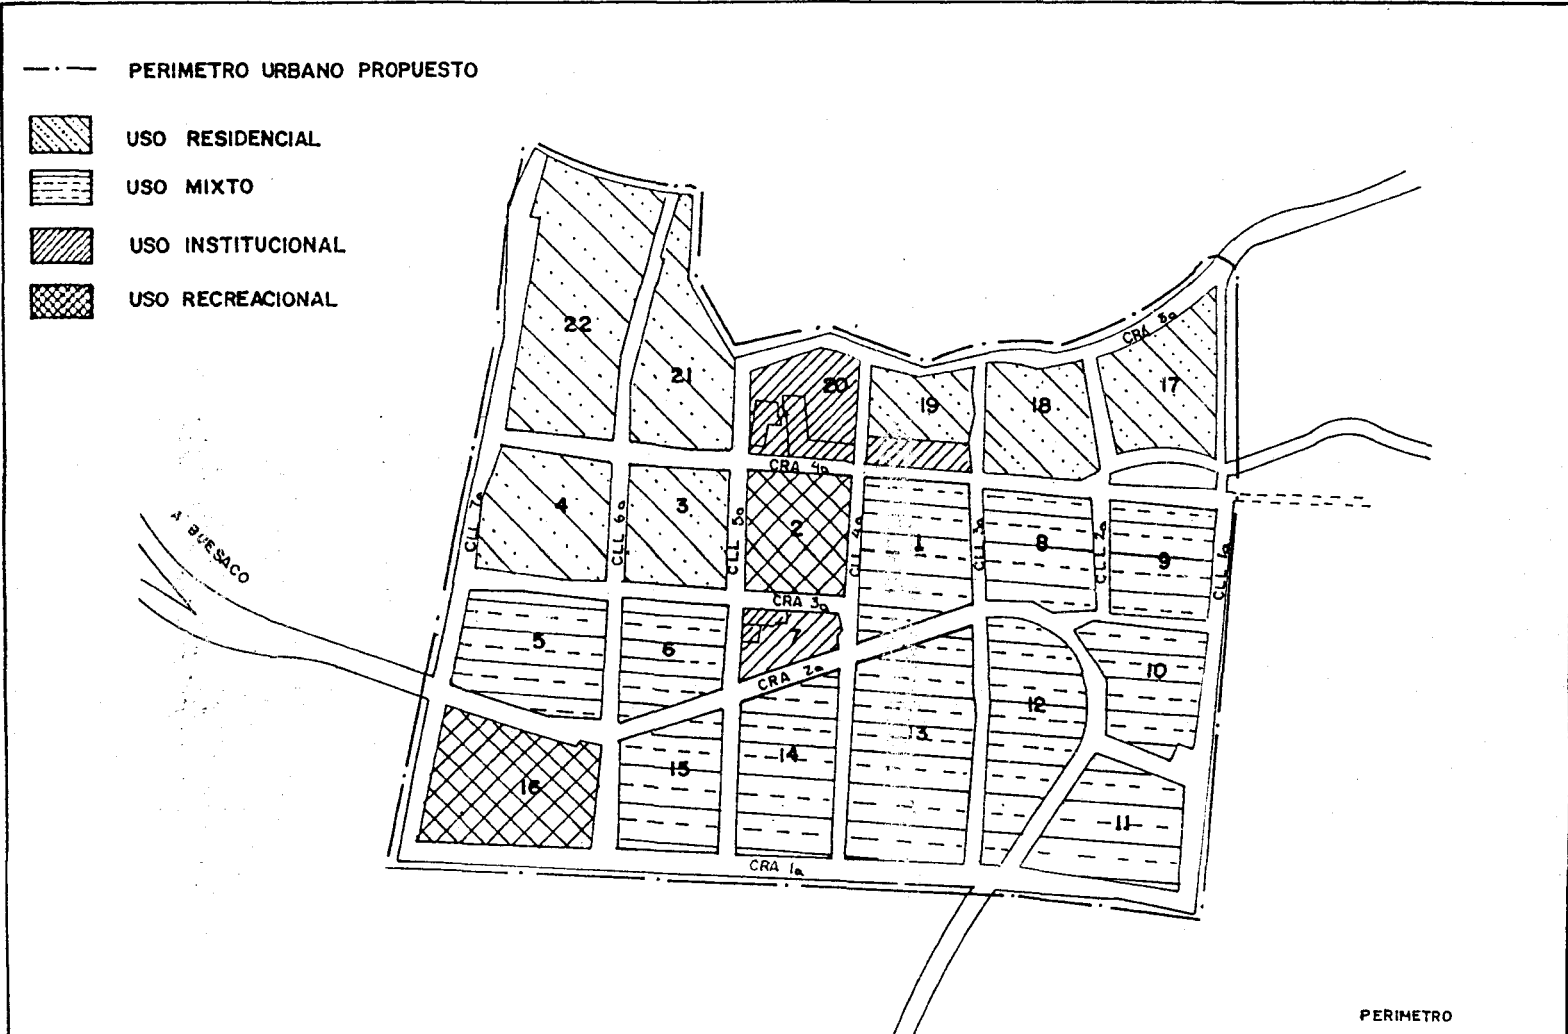 PERIMETRO URBANO PROPUESTO
USO RESIDENCIAL
USO MIXTO
USO INSTITUCIONAL
USO RECREACIONAL
22
21
20
19
18
17
CRA 5a
CRA 4a
4
3
2
1
8
9
CLL 7a
CLL 6a
CLL 5a
CLL 4a
CLL 3a
CLL 2a
CLL 1a
A BUESACO
CRA 3a
5
6
7
CRA 2a
10
12
13
14
15
16
11
CRA 1a
PERIMETRO